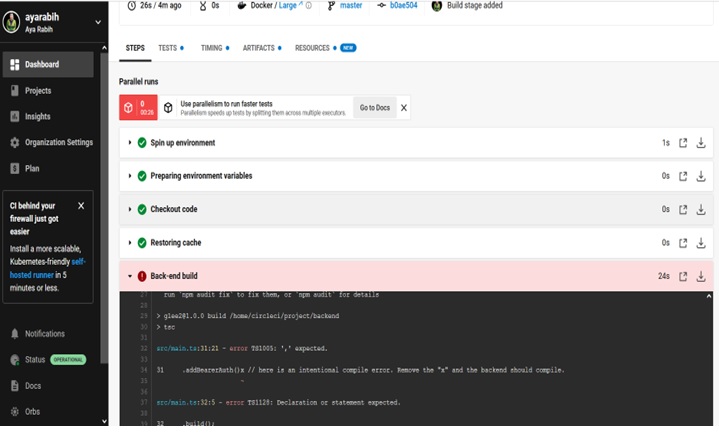 ayarabih
Aya Rabih
Dashboard
Projects
Insights
Organization Settings
Plan
CI behind your
firewall just got
easier
Install a more scalable,
Kubernetes-friendly self-
hosted runner in 5
minutes or less.
Notifications
Status OPERATIONAL
Docs
Orbs
26s / 4m ago 0s Docker / Large master b0ae504 Build stage added
STEPS TESTS TIMING ARTIFACTS RESOURCES NEW
Parallel runs
0
00:26
Use parallelism to run faster tests
Parallelism speeds up tests by splitting them across multiple executors.
Go to Docs X
Spin up environment 1s
Preparing environment variables 0s
Checkout code 0s
Restoring cache 0s
Back-end build 24s
27 run `npm audit fix` to fix them, or `npm audit` for details
28
29 > glee2@1.0.0 build /home/circleci/project/backend
30 > tsc
31
32 src/main.ts:31:21 - error TS1005: ',' expected.
33
34 31 .addBearerAuth()x // here is an intentional compile error. Remove the "x" and the backend should compile.
35 ~
36
37 src/main.ts:32:5 - error TS1128: Declaration or statement expected.
38
39 32 .build();